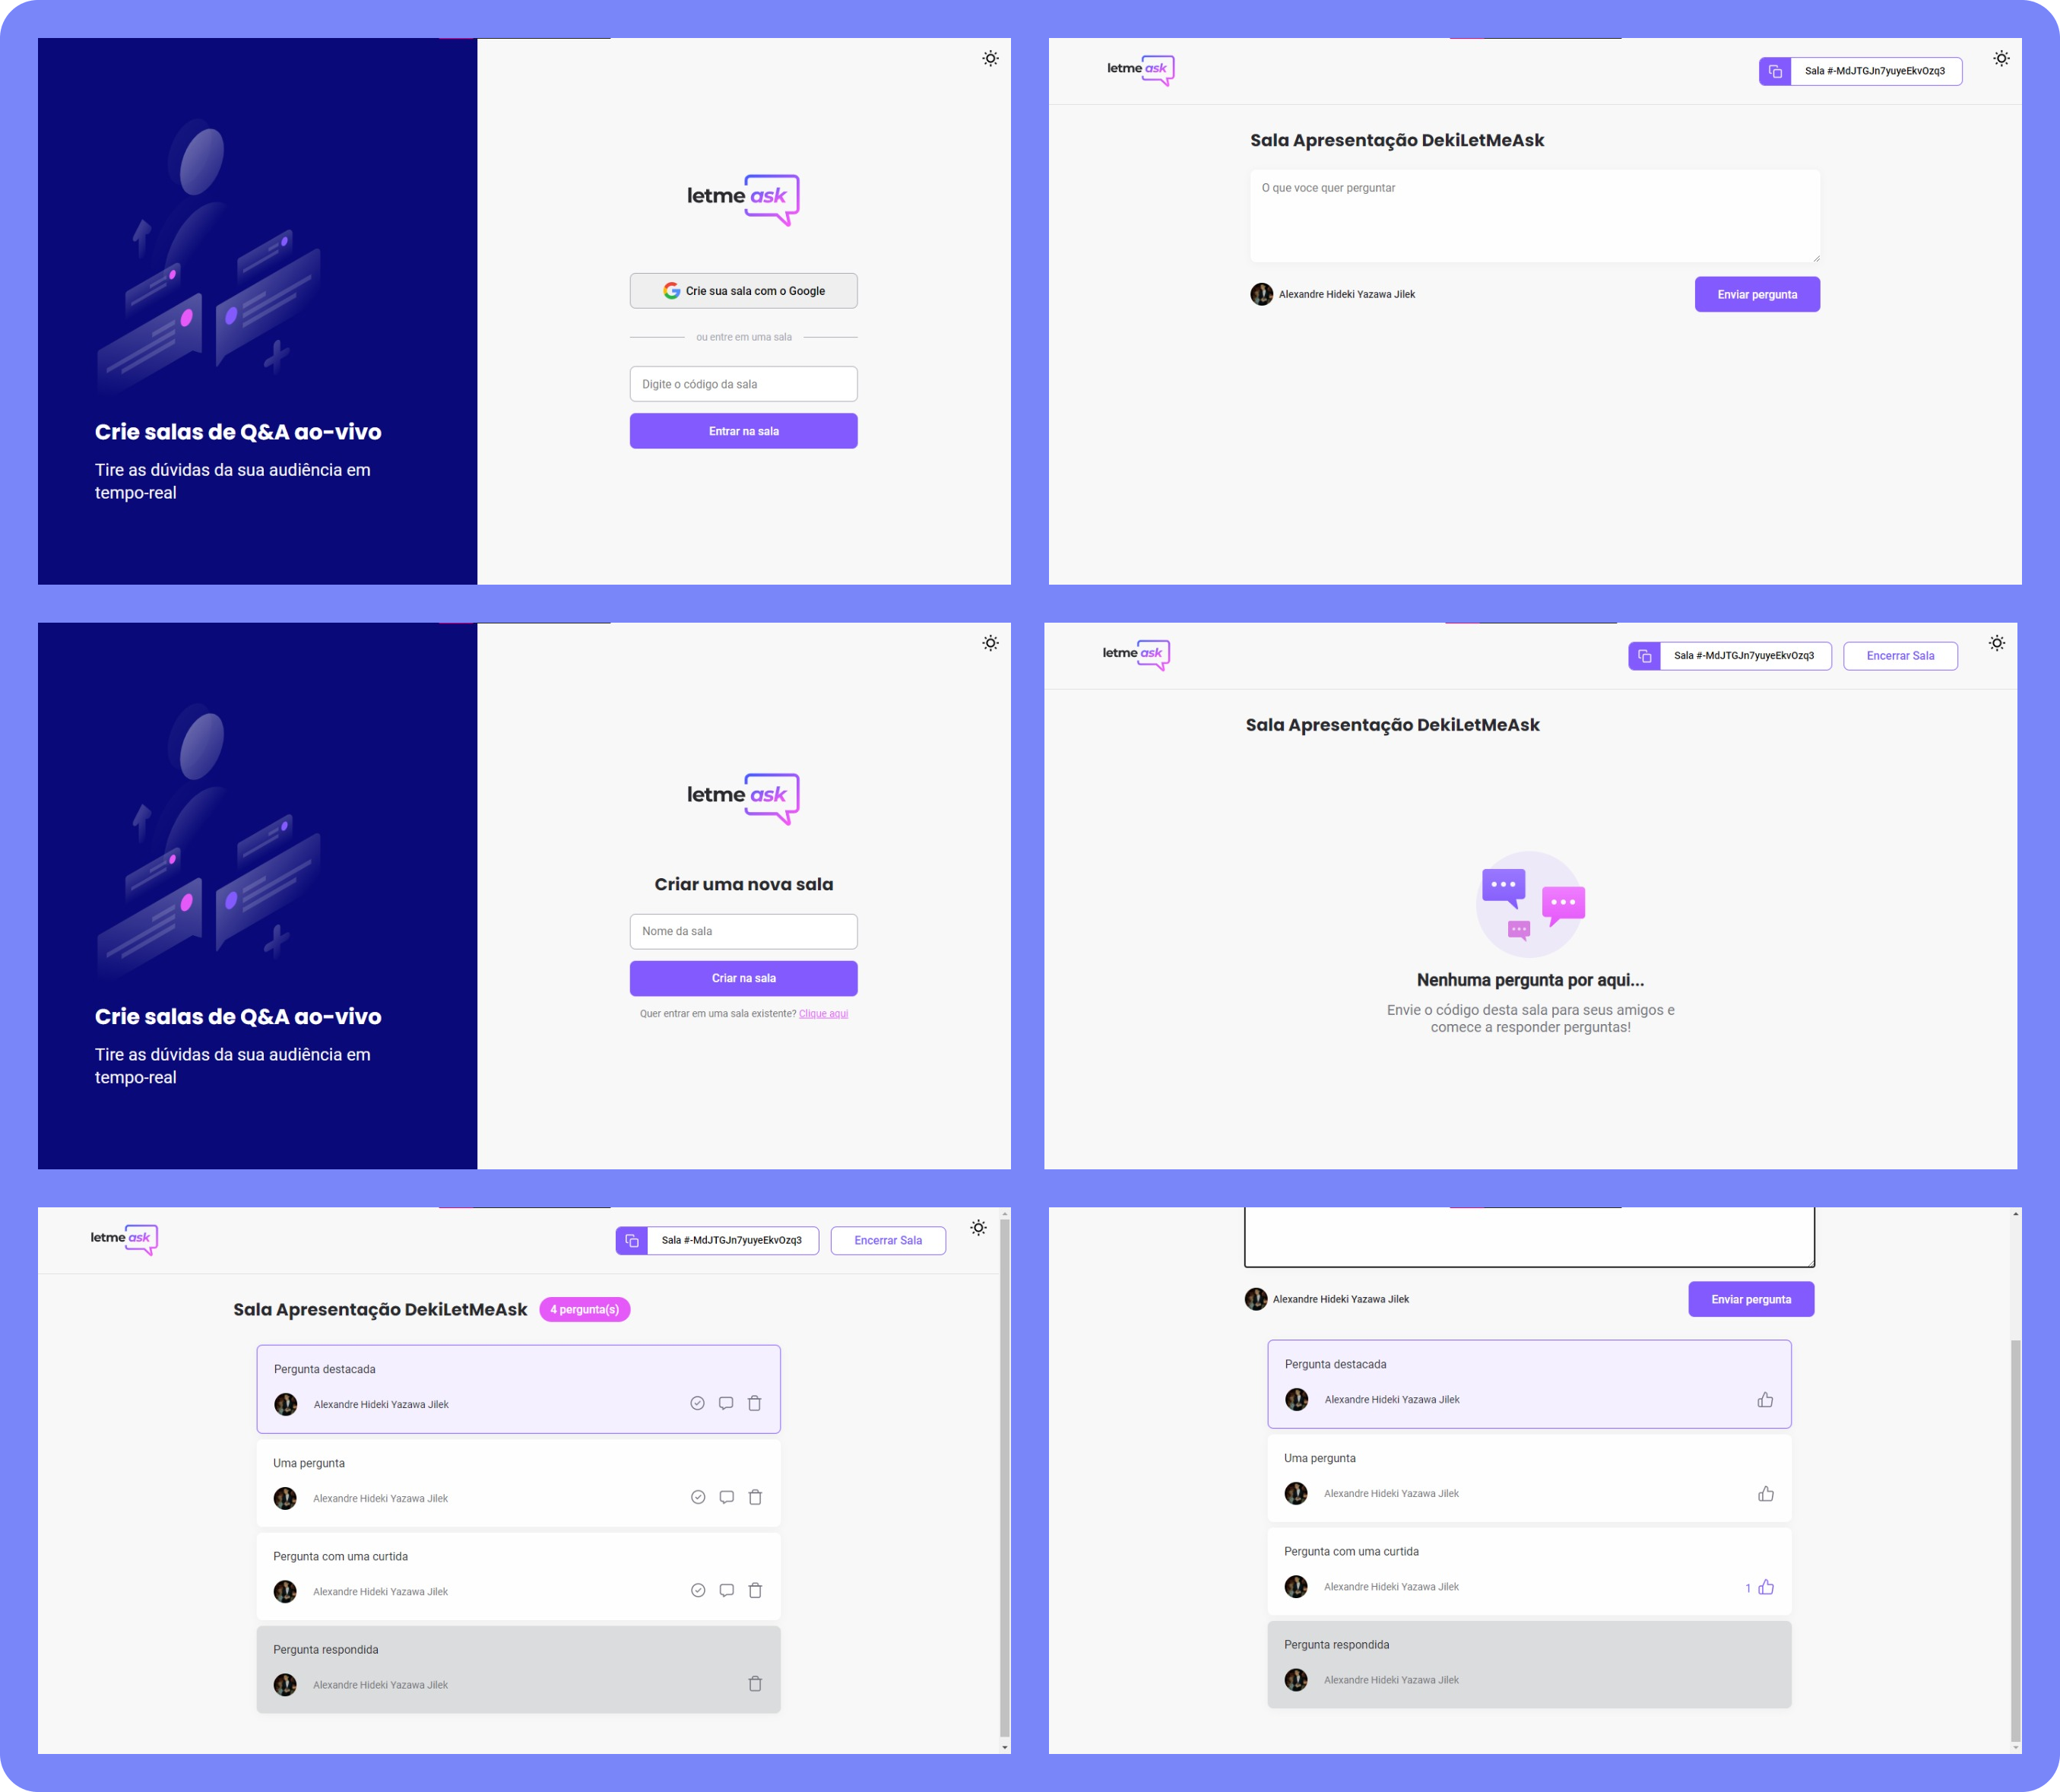 letme ask
Crie sua sala com o Google
ou entre em uma sala
Digite o código da sala
Entrar na sala
Crie salas de Q&A ao-vivo
Tire as dúvidas da sua audiência em
tempo-real
letme ask
Sala #-MdJTGJn7yuyeEkvOzq3
Sala Apresentação DekiLetMeAsk
O que voce quer perguntar
Alexandre Hideki Yazawa Jilek
Enviar pergunta
letme ask
Criar uma nova sala
Nome da sala
Criar na sala
Quer entrar em uma sala existente? Clique aqui
Crie salas de Q&A ao-vivo
Tire as dúvidas da sua audiência em
tempo-real
letme ask
Sala #-MdJTGJn7yuyeEkvOzq3
Encerrar Sala
Sala Apresentação DekiLetMeAsk
Nenhuma pergunta por aqui...
Envie o código desta sala para seus amigos e
comece a responder perguntas!
letme ask
Sala #-MdJTGJn7yuyeEkvOzq3
Encerrar Sala
Sala Apresentação DekiLetMeAsk
4 pergunta(s)
Pergunta destacada
Alexandre Hideki Yazawa Jilek
Uma pergunta
Alexandre Hideki Yazawa Jilek
Pergunta com uma curtida
Alexandre Hideki Yazawa Jilek
Pergunta respondida
Alexandre Hideki Yazawa Jilek
Alexandre Hideki Yazawa Jilek
Enviar pergunta
Pergunta destacada
Alexandre Hideki Yazawa Jilek
Uma pergunta
Alexandre Hideki Yazawa Jilek
Pergunta com uma curtida
Alexandre Hideki Yazawa Jilek
1
Pergunta respondida
Alexandre Hideki Yazawa Jilek